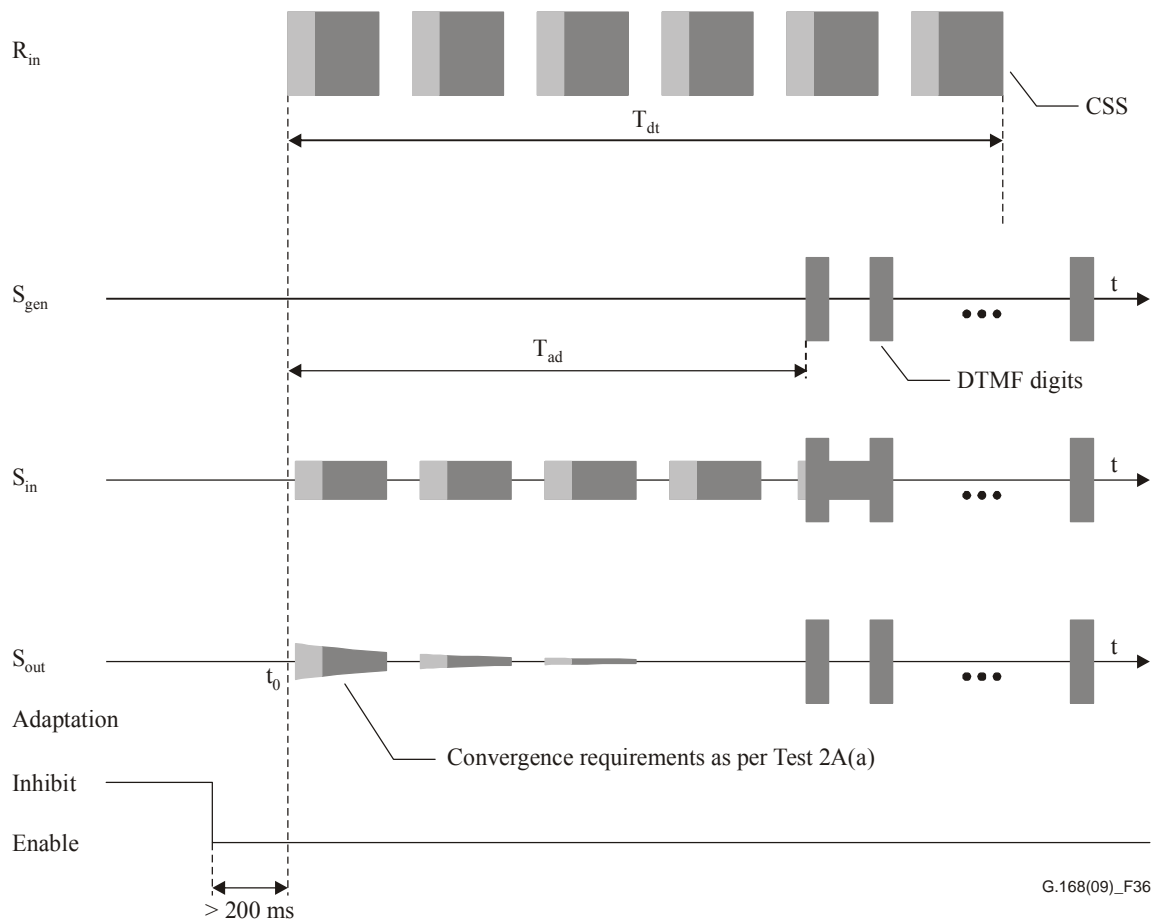 R_in
CSS
T_dt
S_gen
t
T_ad
DTMF digits
S_in
t
S_out
t
t_0
Adaptation
Convergence requirements as per Test 2A(a)
Inhibit
Enable
> 200 ms
G.168(09)_F36